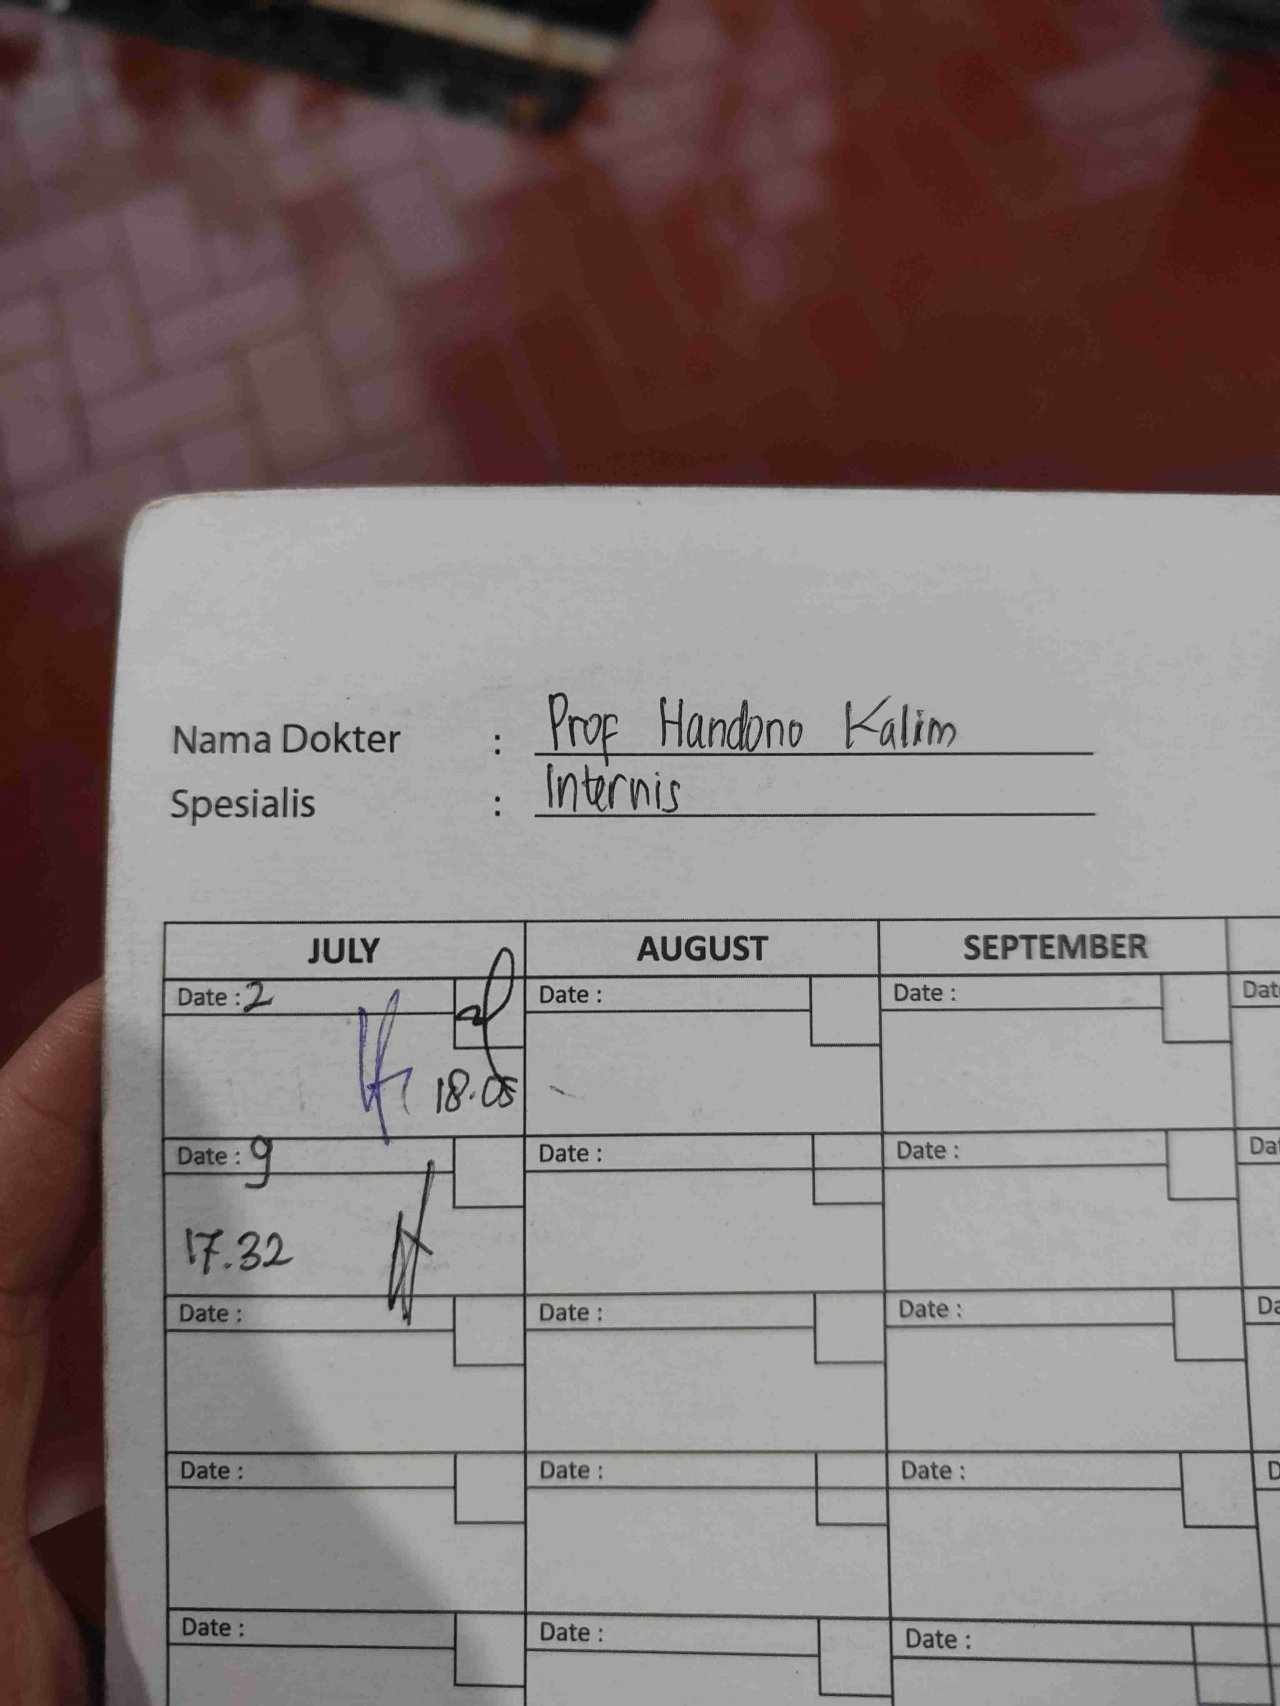 Nama Dokter : Prof Handono Kalim
Spesialis : Internis
JULY AUGUST SEPTEMBER
Date : 2 Date : Date :
18.05
Date : 9 Date : Date :
17.32
Date : Date : Date :
Date : Date : Date :
Date : Date : Date :